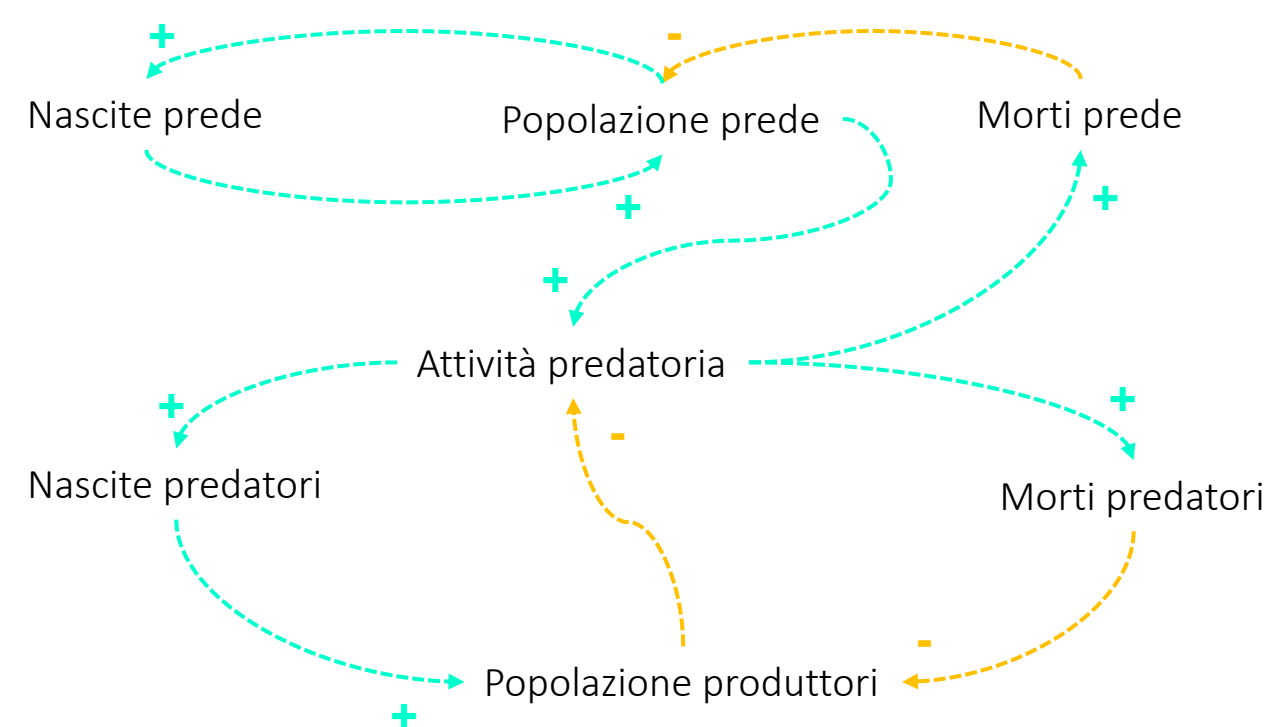 +
-
Nascite prede
Popolazione prede
Morti prede
+
+
+
Attività predatoria
+
+
-
Nascite predatori
Morti predatori
-
Popolazione produttori
+